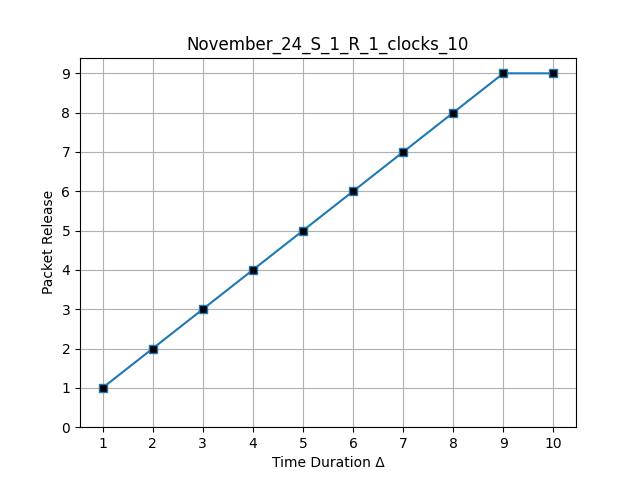 November_24_S_1_R_1_clocks_10
Packet Release
9
8
7
6
5
4
3
2
1
0
1 2 3 4 5 6 7 8 9 10
Time Duration Δ